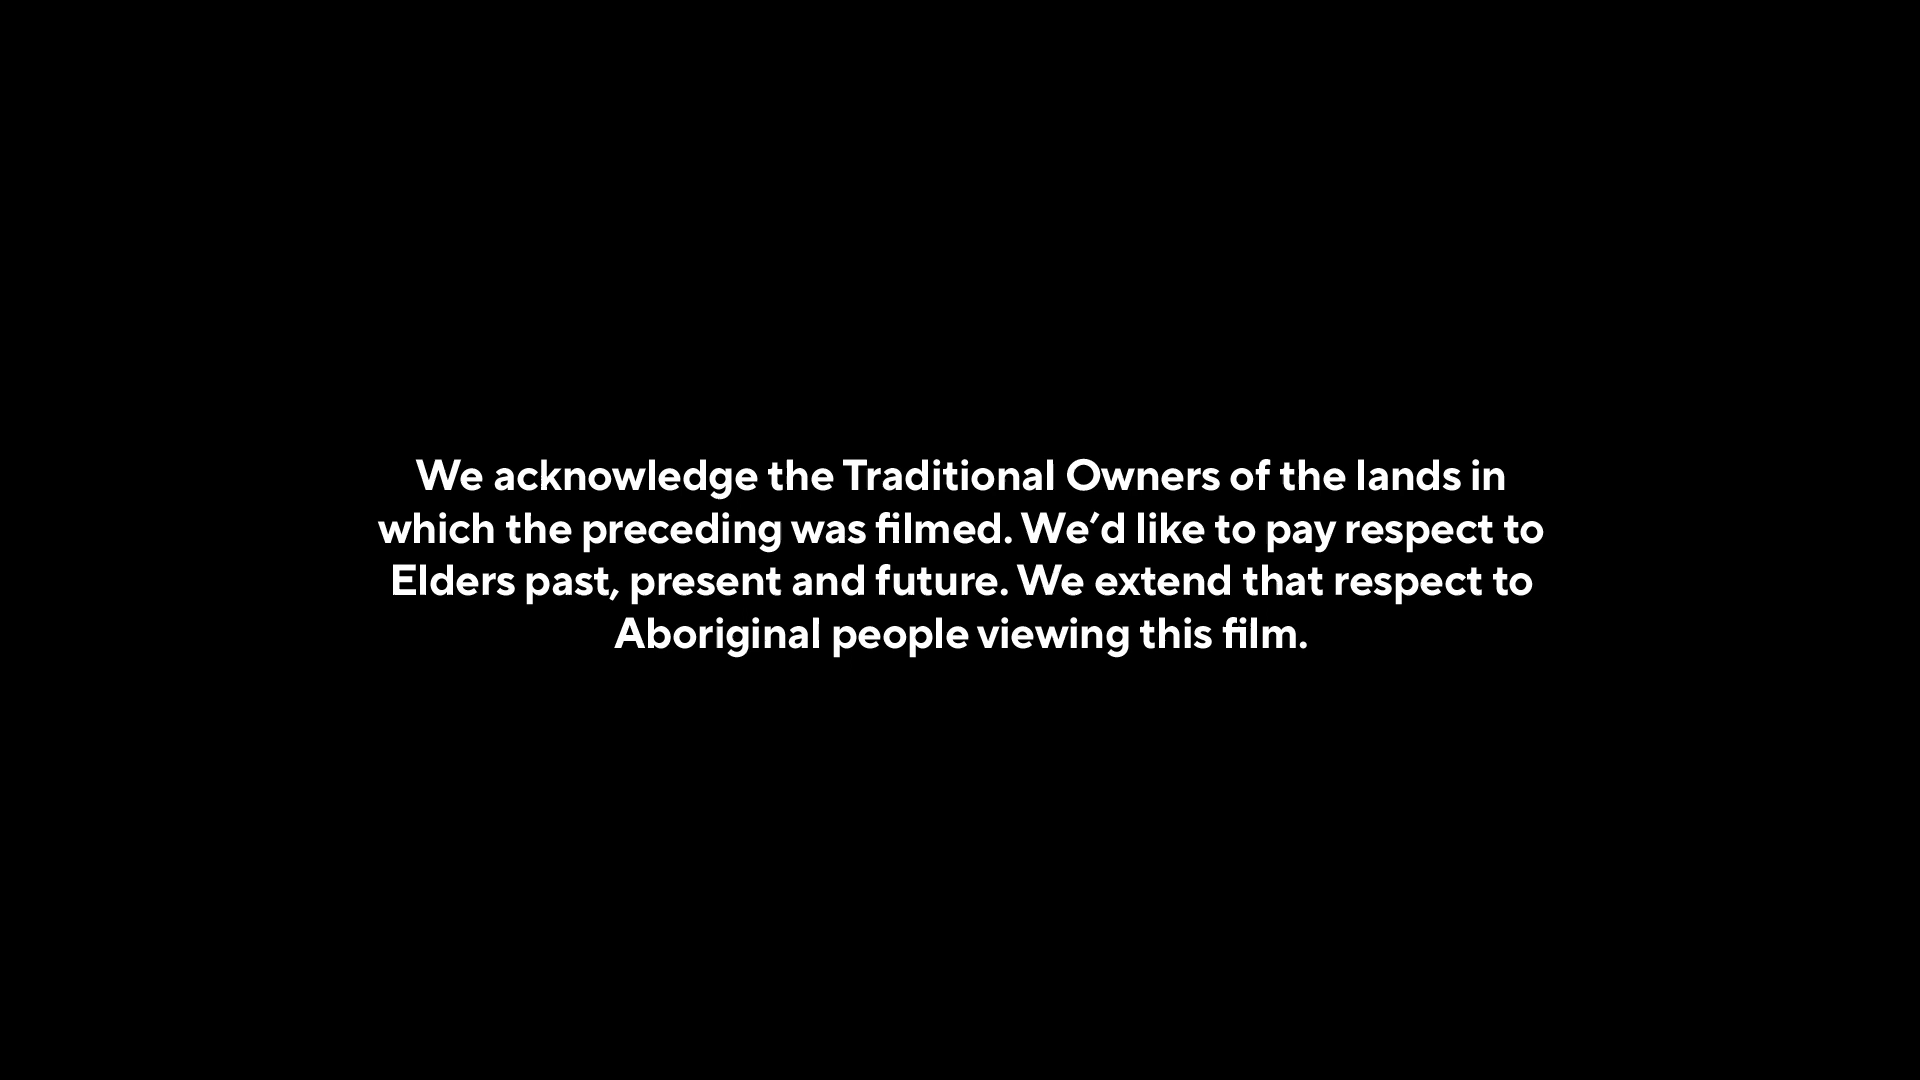 We acknowledge the Traditional Owners of the lands in
which the preceding was filmed. We’d like to pay respect to
Elders past, present and future. We extend that respect to
Aboriginal people viewing this film.